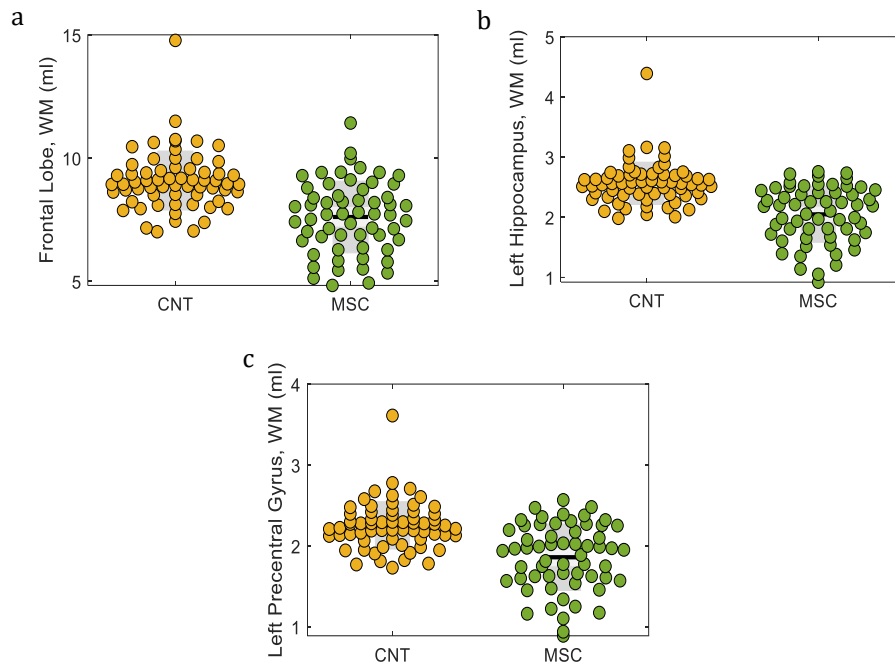 a
Frontal Lobe, WM (ml)
15
10
5
CNT
MSC
b
Left Hippocampus, WM (ml)
5
4
3
2
1
CNT
MSC
c
Left Precentral Gyrus, WM (ml)
4
3
2
1
CNT
MSC